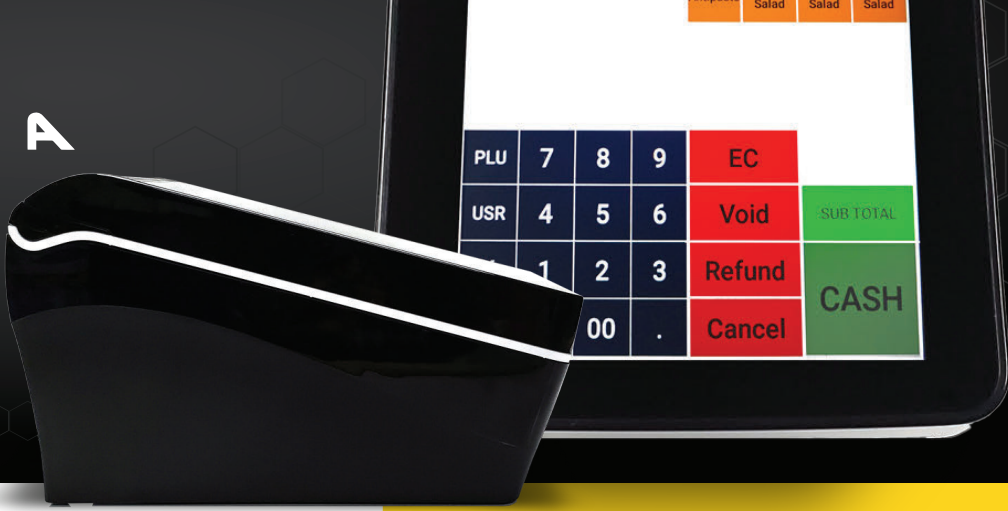 Salad Salad Salad
A
PLU 7 8 9 EC
USR 4 5 6 Void SUB TOTAL
1 2 3 Refund
CASH
00 . Cancel